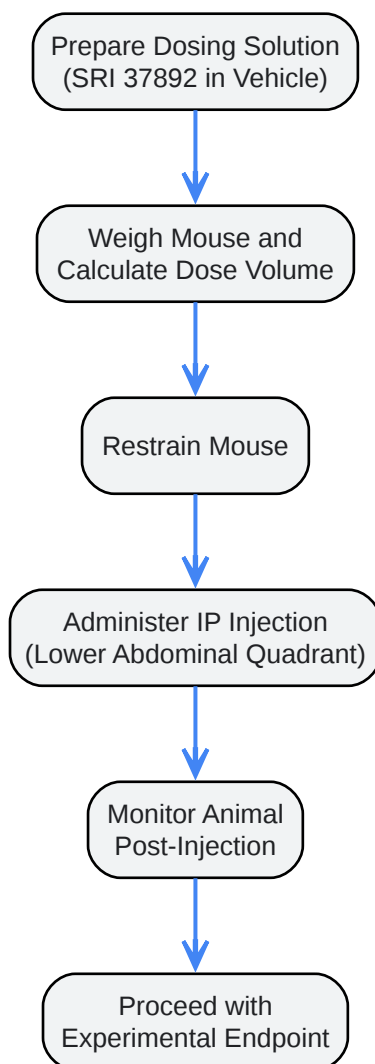 Prepare Dosing Solution
(SRI 37892 in Vehicle)
Weigh Mouse and
Calculate Dose Volume
Restrain Mouse
Administer IP Injection
(Lower Abdominal Quadrant)
Monitor Animal
Post-Injection
Proceed with
Experimental Endpoint